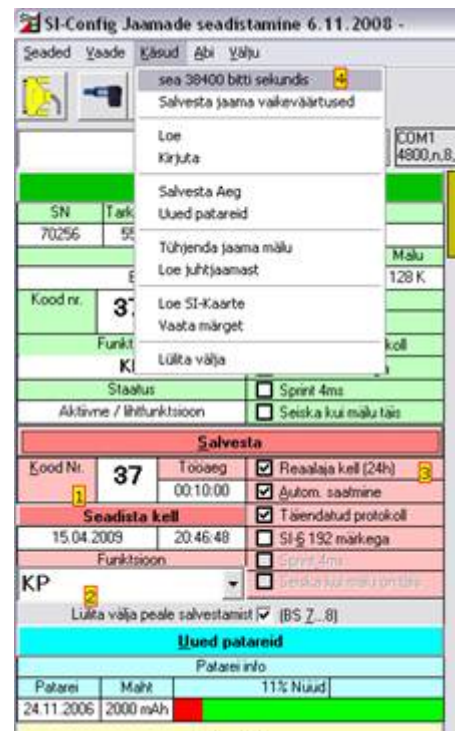 SI-Config Jaamade seadistamine 6.11.2008 -
Seaded Vaade Käsud Abi Välju
sea 38400 bitti sekundis 4
Salvesta jaama vaikeväärtused
Loe
Kirjuta
COM1
4800,n,8,
Salvesta Aeg
Uued patareid
SN
70256
Tühjenda jaama mälu
Loe juhtjaamast
Mälu
128 K
Kood nr.
Loe SI-Kaarte
Vaata märget
Lülita välja
Staatus
Sprint 4ms
Aktiivne / lihtfunktsioon
Seiska kui mälu täis
Salvesta
Kood Nr. 37 Tööaeg Reaalaja kell (24h) 3
1 00:10:00 Autom. saatmine
Seadista kell Täiendatud protokoll
15.04.2009 20:46:48 SI-6 192 märkega
Funktsioon Sprint 4ms
KP Seiska kui mälu on täis
2
Lülita välja peale salvestamist (BS 7...8)
Uued patareid
Patarei info
Patarei Maht 11% Nüüd
24.11.2006 2000 mAh